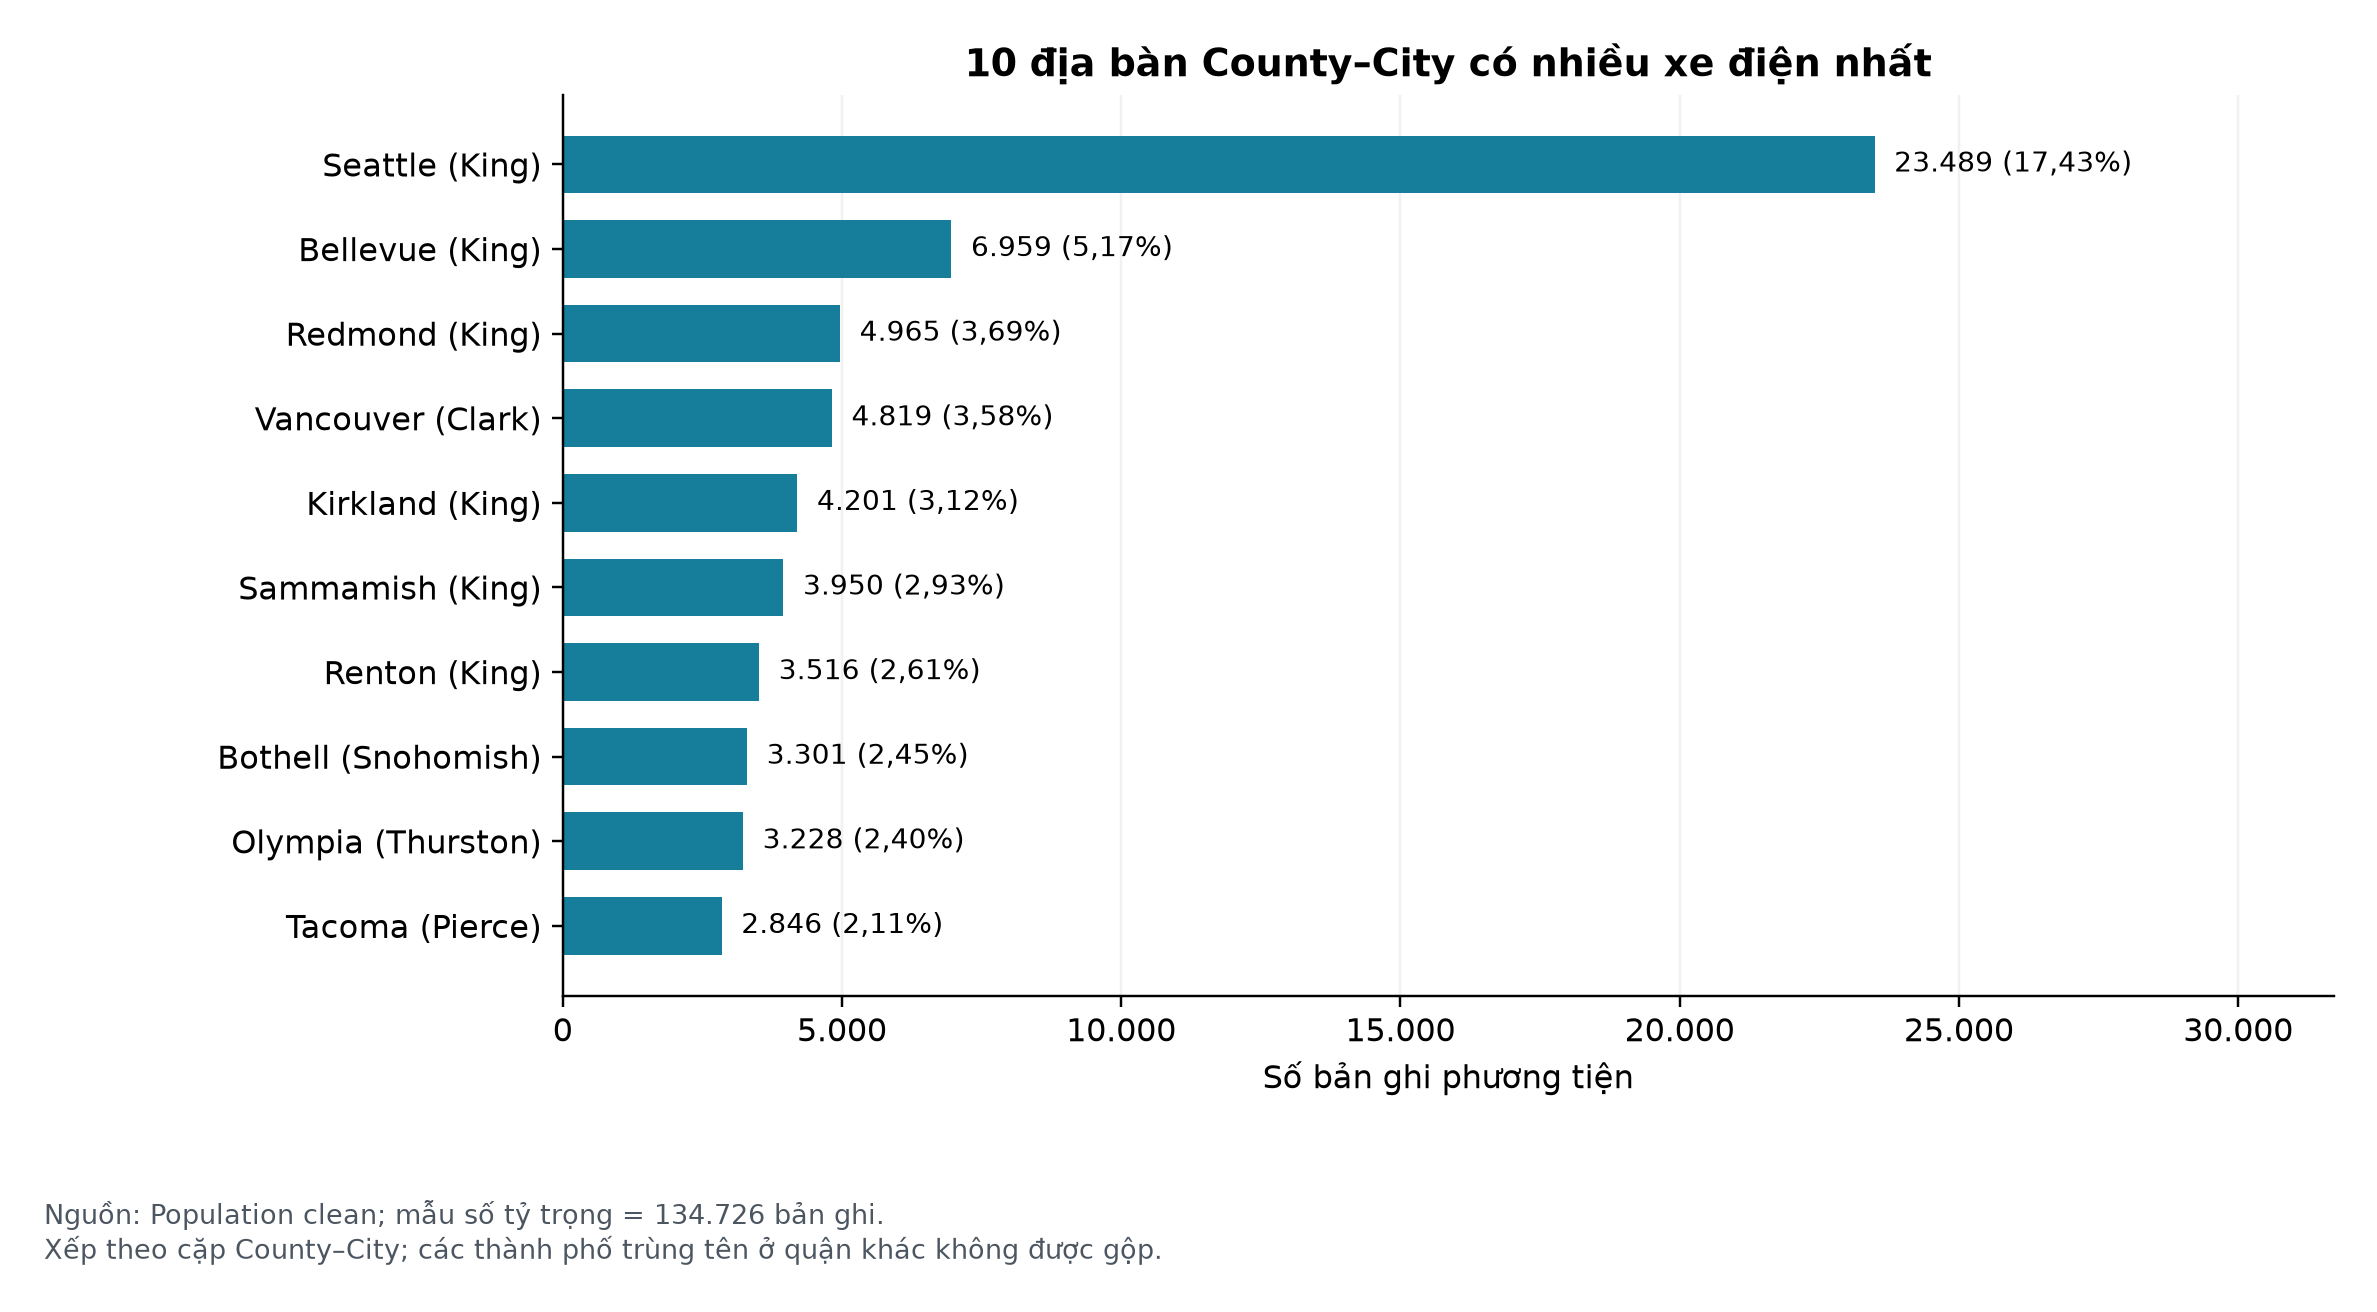 10 địa bàn County–City có nhiều xe điện nhất
Seattle (King) 23.489 (17,43%)
Bellevue (King) 6.959 (5,17%)
Redmond (King) 4.965 (3,69%)
Vancouver (Clark) 4.819 (3,58%)
Kirkland (King) 4.201 (3,12%)
Sammamish (King) 3.950 (2,93%)
Renton (King) 3.516 (2,61%)
Bothell (Snohomish) 3.301 (2,45%)
Olympia (Thurston) 3.228 (2,40%)
Tacoma (Pierce) 2.846 (2,11%)
0 5.000 10.000 15.000 20.000 25.000 30.000
Số bản ghi phương tiện
Nguồn: Population clean; mẫu số tỷ trọng = 134.726 bản ghi.
Xếp theo cặp County–City; các thành phố trùng tên ở quận khác không được gộp.